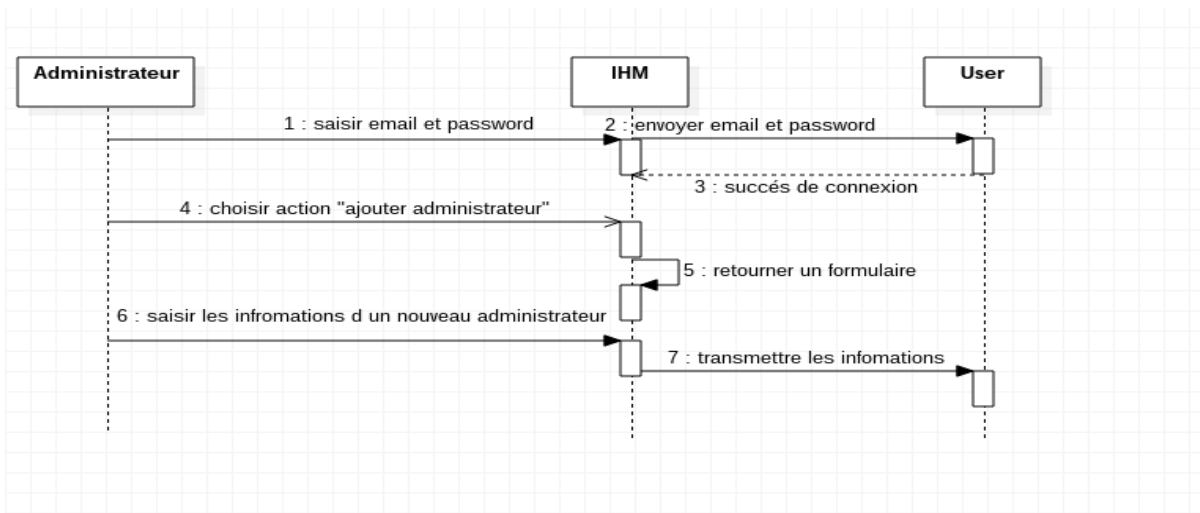 Administrateur
IHM
User
1 : saisir email et password
2 : envoyer email et password
3 : succés de connexion
4 : choisir action "ajouter administrateur"
5 : retourner un formulaire
6 : saisir les infromations d un nouveau administrateur
7 : transmettre les infomations